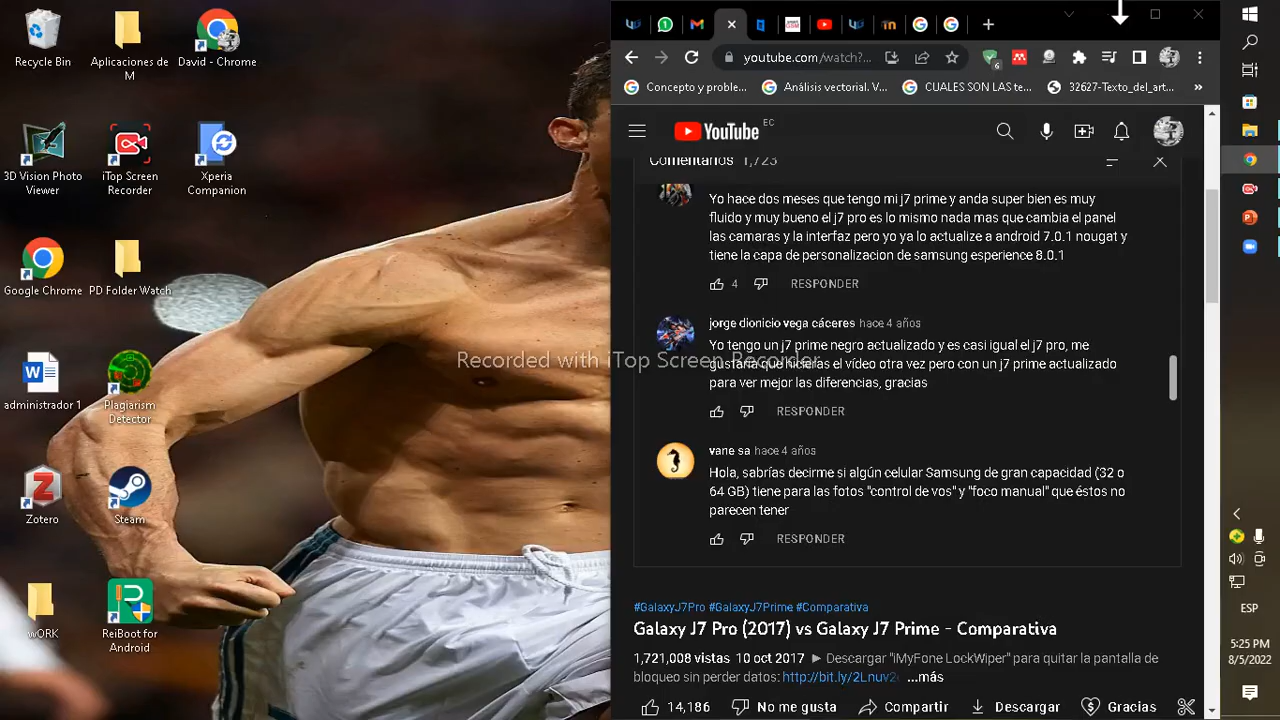 Recycle Bin
Aplicaciones de
M
David - Chrome
3D Vision Photo
Viewer
iTop Screen
Recorder
Xperia
Companion
Google Chrome
PD Folder Watch
administrador 1
Plagiarism
Detector
Zotero
Steam
wORK
ReiBoot for
Android
Recorded with iTop Screen Recorder
youtube.com/watch?...
6
Concepto y proble...
Análisis vectorial. V...
CUALES SON LAS te...
32627-Texto_del_art...
»
YouTube
EC
Comentarios 1,723
Yo hace dos meses que tengo mi j7 prime y anda super bien es muy
fluido y muy bueno el j7 pro es lo mismo nada mas que cambia el panel
las camaras y la interfaz pero yo ya lo actualize a android 7.0.1 nougat y
tiene la capa de personalizacion de samsung esperience 8.0.1
4
RESPONDER
jorge dionicio vega cáceres hace 4 años
Yo tengo un j7 prime negro actualizado y es casi igual el j7 pro, me
gustaría que hicieras el vídeo otra vez pero con un j7 prime actualizado
para ver mejor las diferencias, gracias
RESPONDER
vane sa hace 4 años
Hola, sabrías decirme si algún celular Samsung de gran capacidad (32 o
64 GB) tiene para las fotos "control de vos" y "foco manual" que éstos no
parecen tener
RESPONDER
#GalaxyJ7Pro #GalaxyJ7Prime #Comparativa
Galaxy J7 Pro (2017) vs Galaxy J7 Prime - Comparativa
1,721,008 vistas 10 oct 2017 ► Descargar "iMyFone LockWiper" para quitar la pantalla de
bloqueo sin perder datos: http://bit.ly/2Lnuv2 ...más
14,186
No me gusta
Compartir
Descargar
Gracias
ESP
5:25 PM
8/5/2022